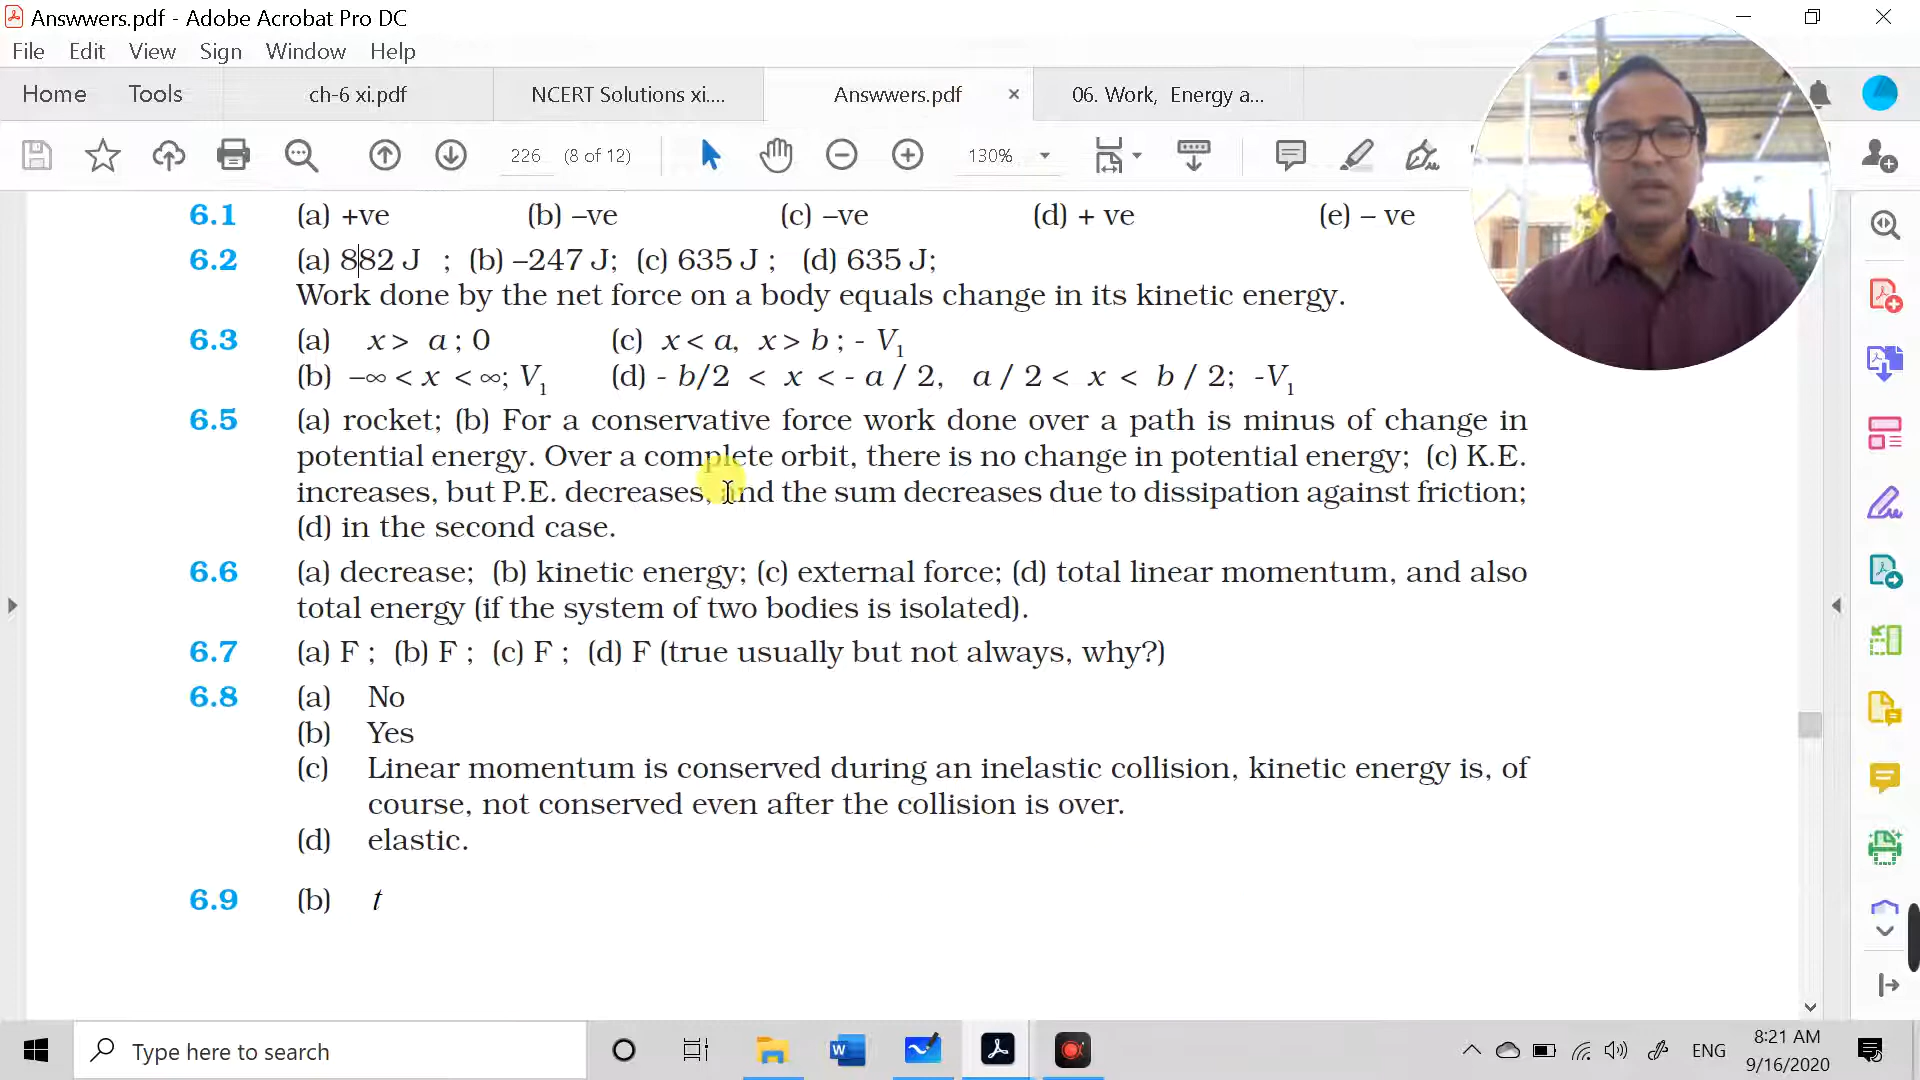 Answwers.pdf - Adobe Acrobat Pro DC
File Edit View Sign Window Help
Home Tools ch-6 xi.pdf NCERT Solutions xi.... Answwers.pdf × 06. Work, Energy a...
226 (8 of 12) 130%
6.1 (a) +ve (b) –ve (c) –ve (d) + ve (e) – ve
6.2 (a) 882 J ; (b) –247 J; (c) 635 J ; (d) 635 J;
Work done by the net force on a body equals change in its kinetic energy.
6.3 (a) x > a ; 0 (c) x < a, x > b ; - V1
(b) –∞ < x < ∞; V1 (d) - b/2 < x < - a / 2, a / 2 < x < b / 2; -V1
6.5 (a) rocket; (b) For a conservative force work done over a path is minus of change in
potential energy. Over a complete orbit, there is no change in potential energy; (c) K.E.
increases, but P.E. decreases, and the sum decreases due to dissipation against friction;
(d) in the second case.
6.6 (a) decrease; (b) kinetic energy; (c) external force; (d) total linear momentum, and also
total energy (if the system of two bodies is isolated).
6.7 (a) F ; (b) F ; (c) F ; (d) F (true usually but not always, why?)
6.8 (a) No
(b) Yes
(c) Linear momentum is conserved during an inelastic collision, kinetic energy is, of
course, not conserved even after the collision is over.
(d) elastic.
6.9 (b) t
Type here to search
ENG
8:21 AM
9/16/2020